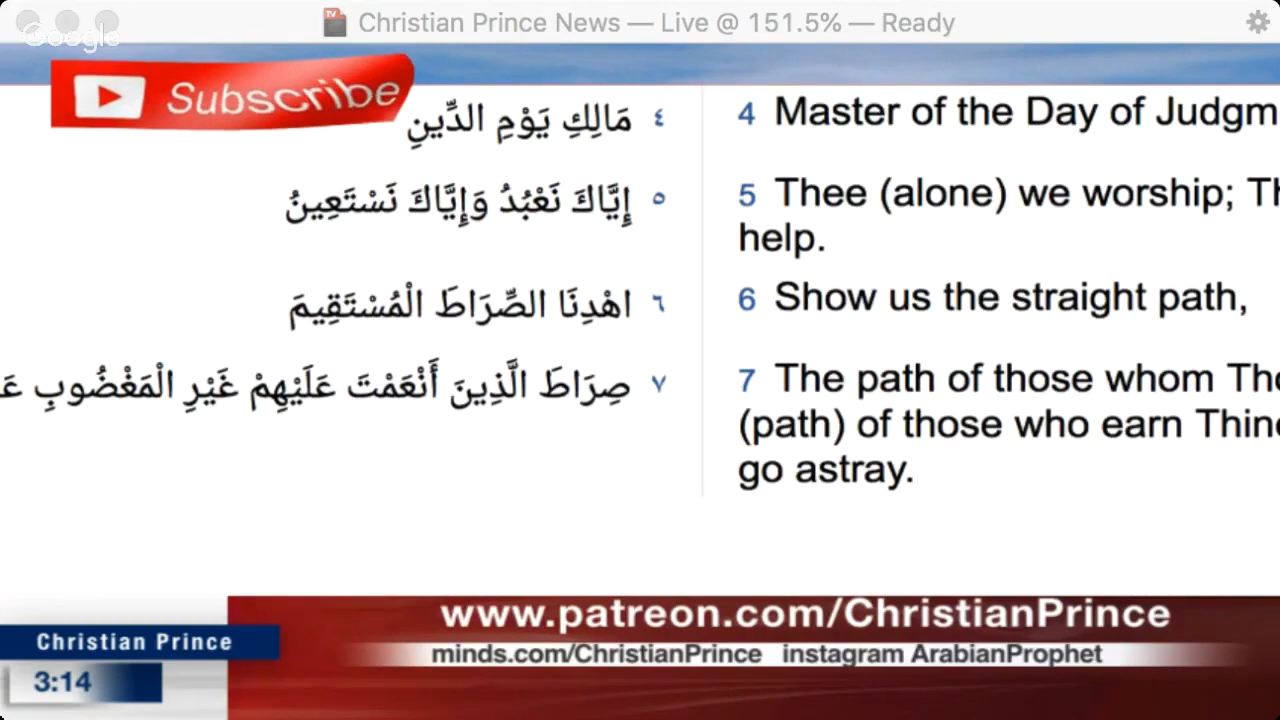 Christian Prince News — Live @ 151.5% — Ready
Google
Subscribe
٤ مَالِكِ يَوْمِ الدِّينِ
4 Master of the Day of Judgm
٥ إِيَّاكَ نَعْبُدُ وَإِيَّاكَ نَسْتَعِينُ
5 Thee (alone) we worship; Th
help.
٦ اهْدِنَا الصِّرَاطَ الْمُسْتَقِيمَ
6 Show us the straight path,
٧ صِرَاطَ الَّذِينَ أَنْعَمْتَ عَلَيْهِمْ غَيْرِ الْمَغْضُوبِ عَ
7 The path of those whom Tho
(path) of those who earn Thine
go astray.
www.patreon.com/ChristianPrince
Christian Prince
minds.com/ChristianPrince instagram ArabianProphet
3:14